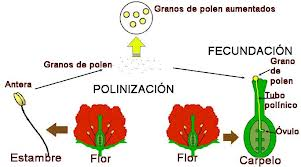 Granos de polen aumentados
FECUNDACIÓN
Granos de polen
Grano
de
polen
Antera
POLINIZACIÓN
Tubo
polínico
Óvulo
Estambre
Flor
Flor
Carpelo